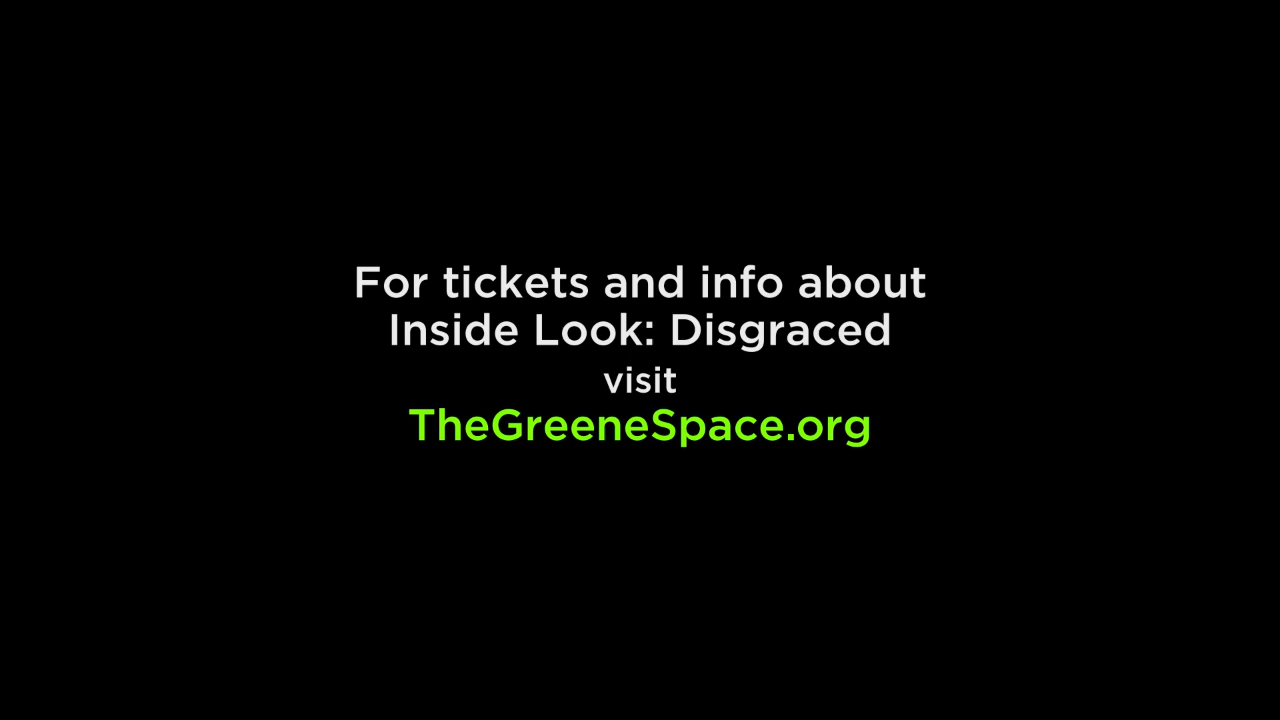 For tickets and info about
Inside Look: Disgraced
visit
TheGreeneSpace.org